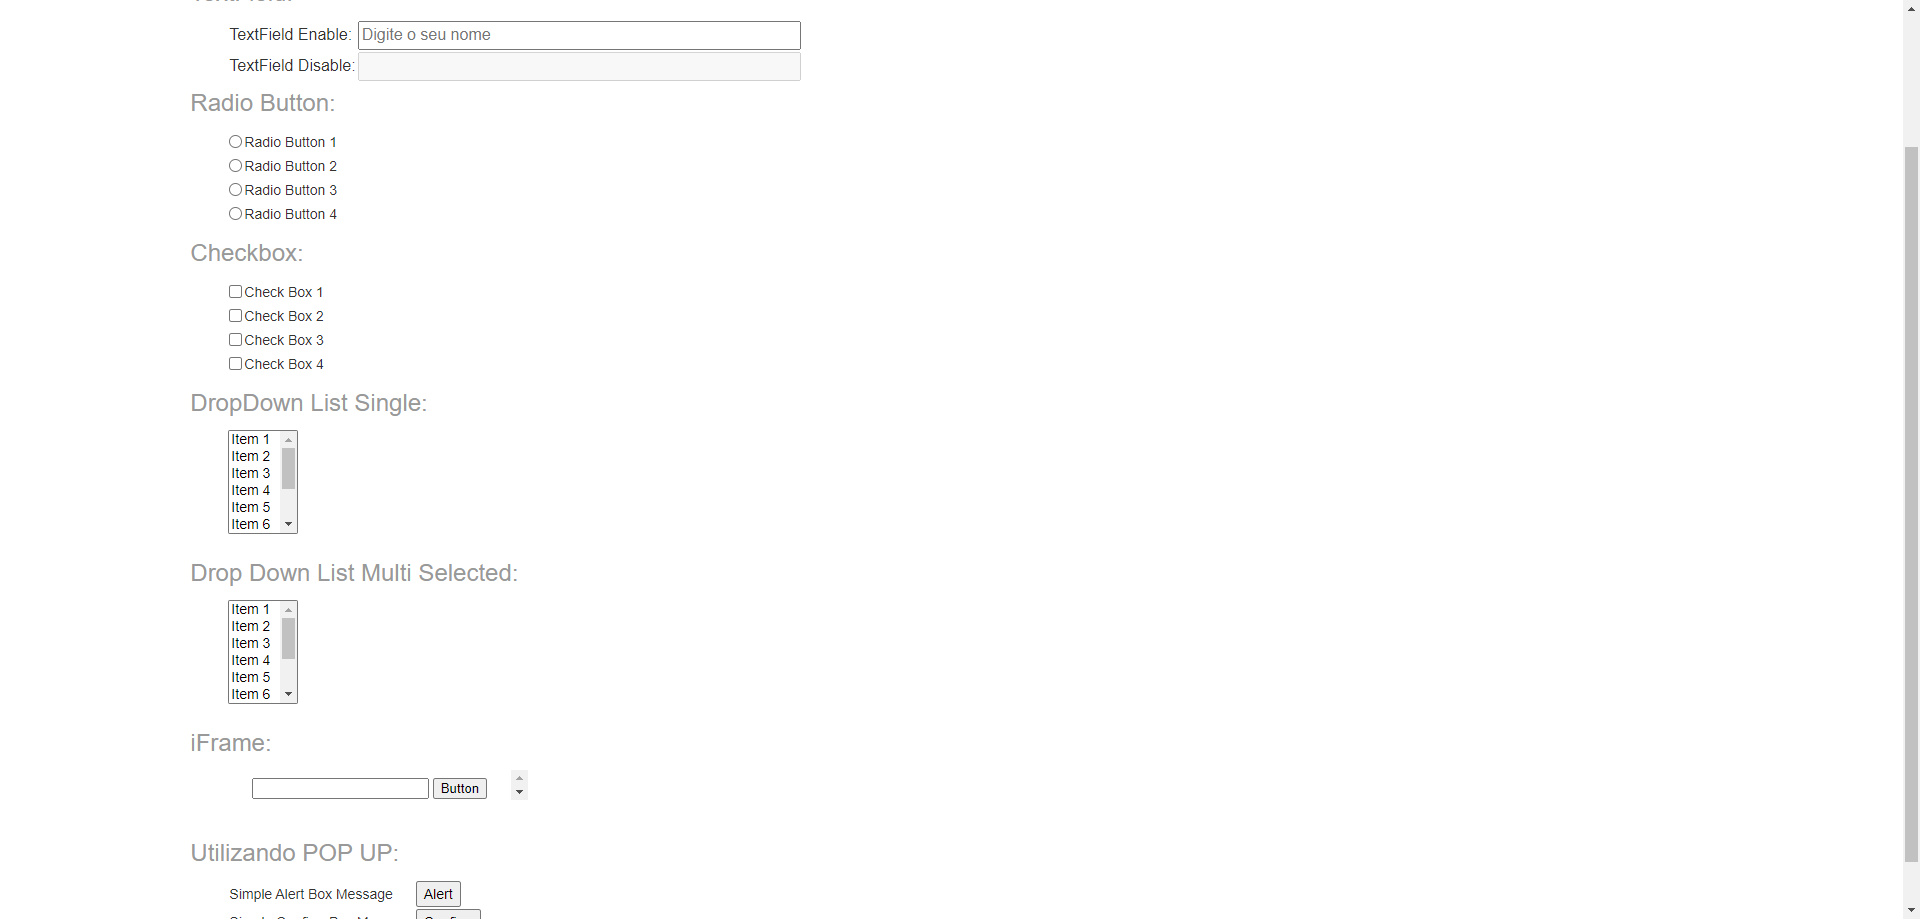 TextField Enable: Digite o seu nome
TextField Disable:
Radio Button:
Radio Button 1
Radio Button 2
Radio Button 3
Radio Button 4
Checkbox:
Check Box 1
Check Box 2
Check Box 3
Check Box 4
DropDown List Single:
Item 1
Item 2
Item 3
Item 4
Item 5
Item 6
Drop Down List Multi Selected:
Item 1
Item 2
Item 3
Item 4
Item 5
Item 6
iFrame:
Button
Utilizando POP UP:
Simple Alert Box Message Alert